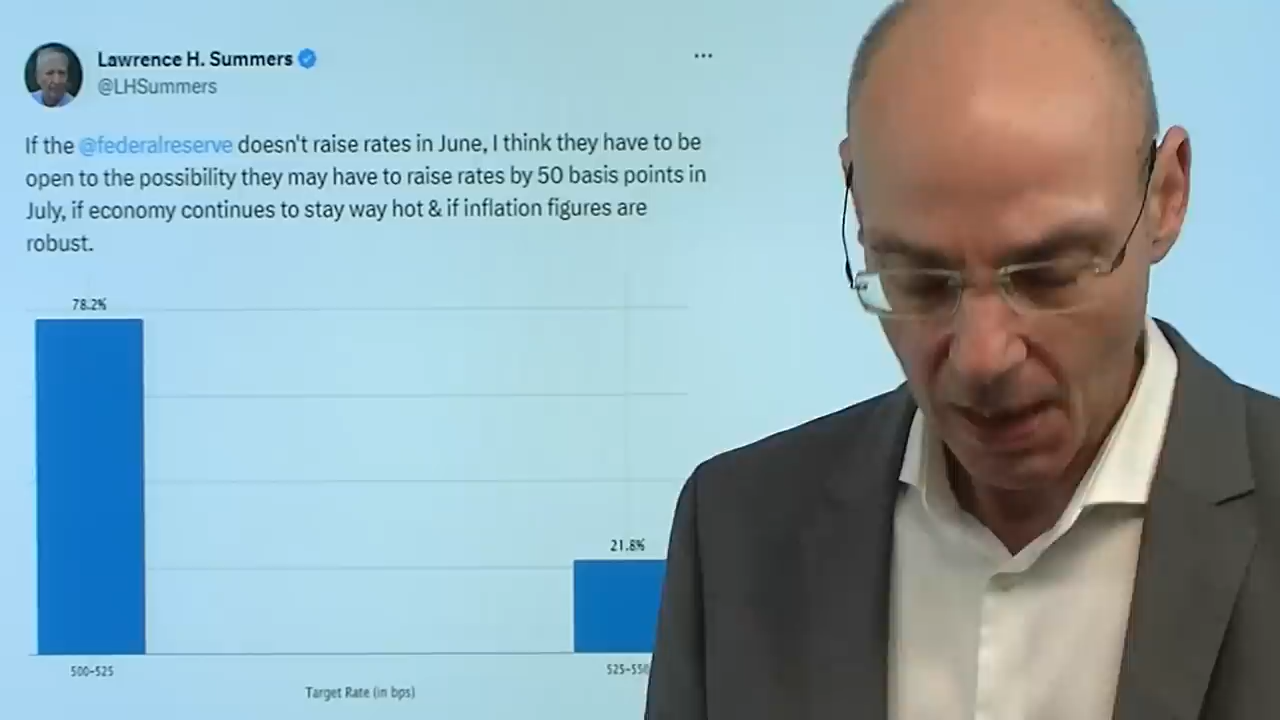 Lawrence H. Summers
@LHSummers
...
If the @federalreserve doesn't raise rates in June, I think they have to be
open to the possibility they may have to raise rates by 50 basis points in
July, if economy continues to stay way hot & if inflation figures are
robust.
78.2%
21.8%
500-525
525-550
Target Rate (in bps)